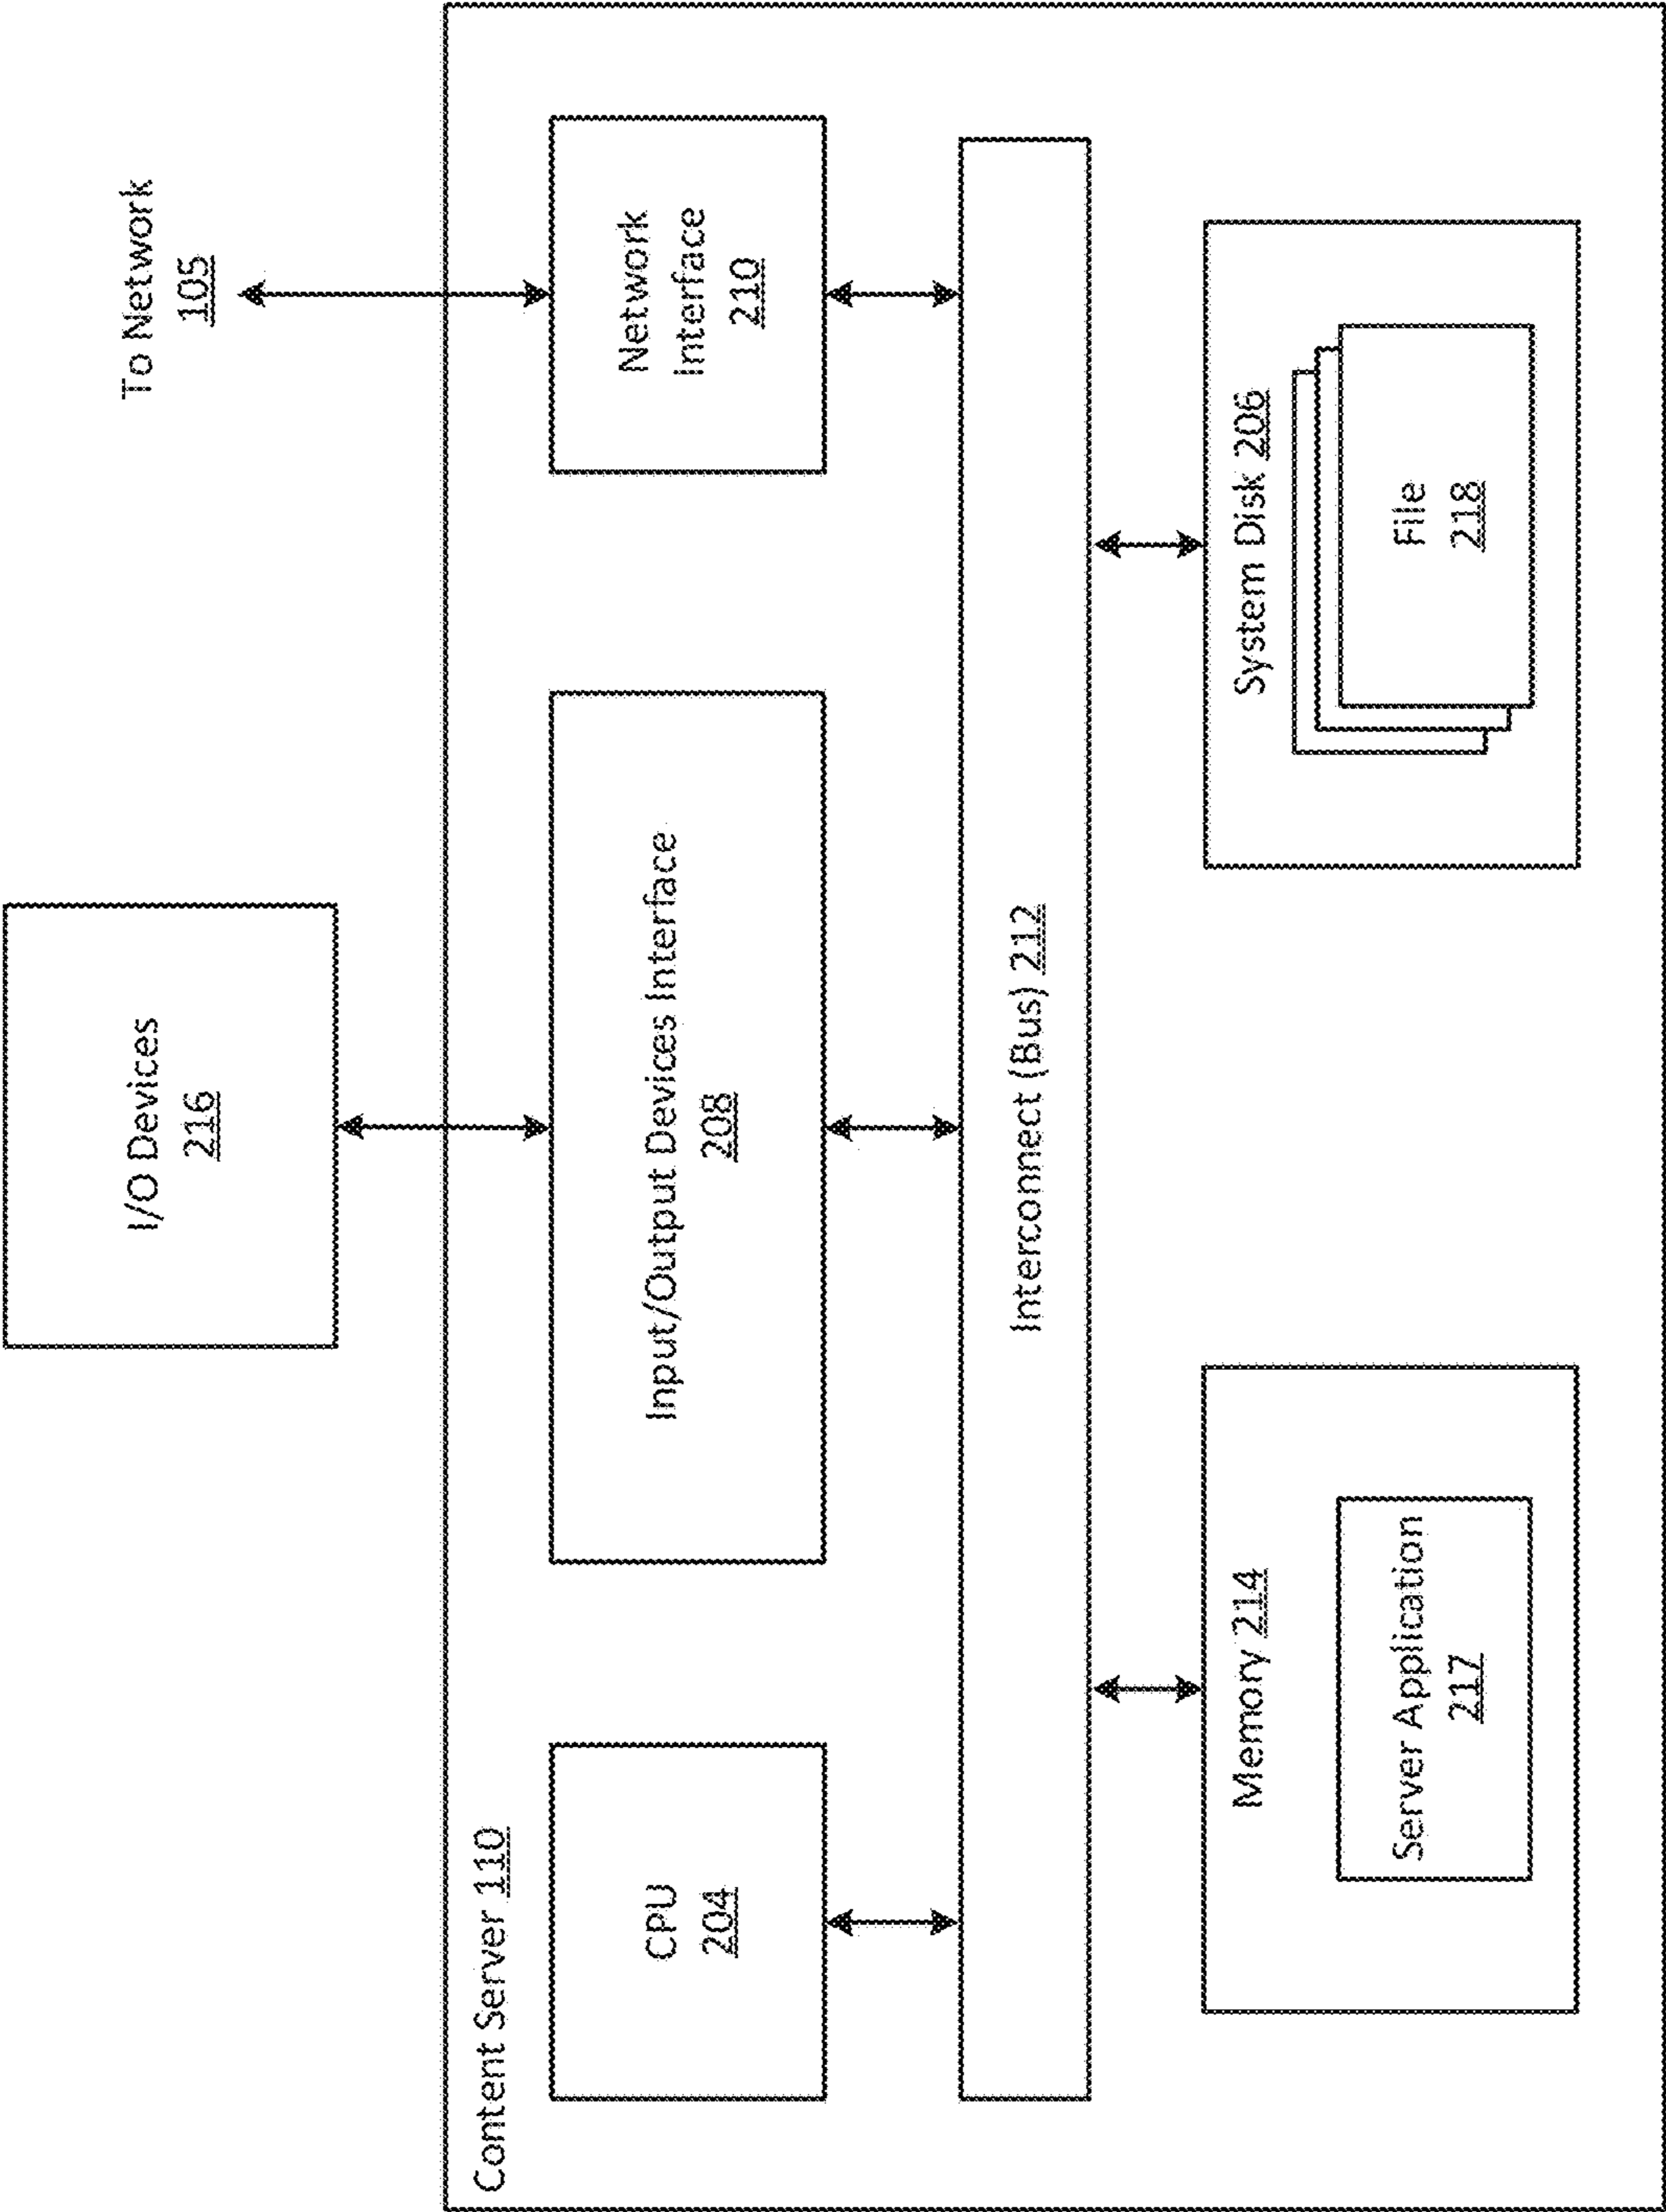 I/O Devices
216
To Network
105
Content Server 110
CPU
204
Input/Output Devices Interface
208
Network
Interface
210
Interconnect (Bus) 212
Memory 214
Server Application
217
System Disk 206
File
218